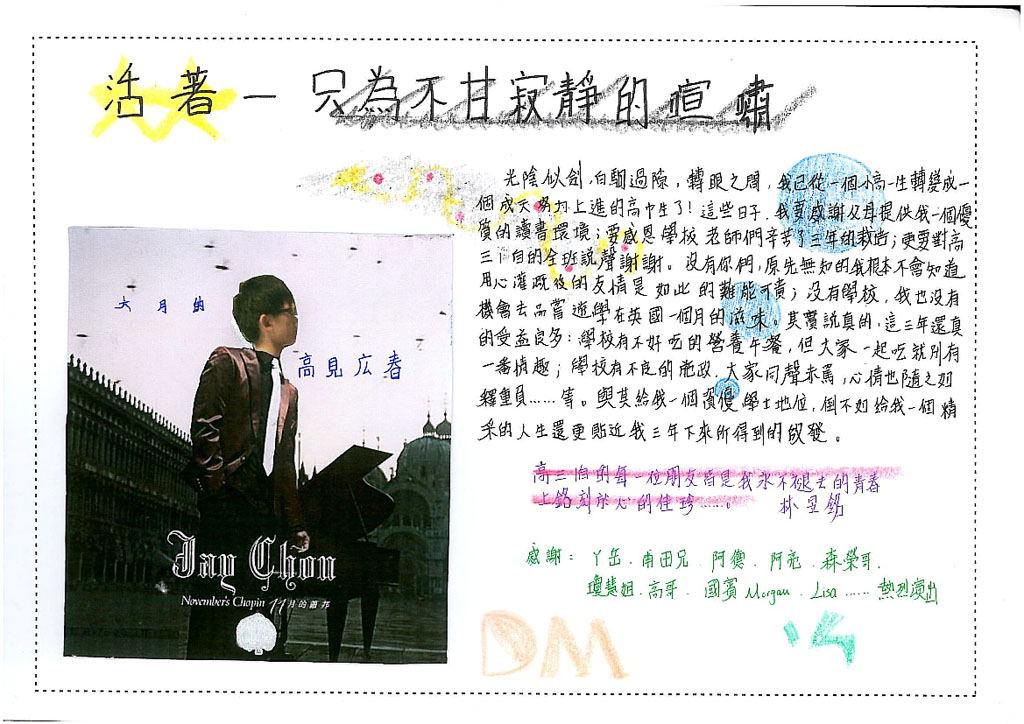 活著－只為不甘寂靜的喧嘯
光陰似劍，白駒過隙，轉眼之間，我已從一個小高一生轉變成一
個成天努力上進的高中生了！這些日子，我要感謝父母提供我一個優
質的讀書環境；要感恩學校老師們辛苦了三年的栽培；更要對高
三丁自的全班說聲謝謝。沒有你們，原先無知的我根本不會知道
用心灌溉後的友情是如此的難能可貴；沒有學校，我也沒有
機會去品嘗遊學在英國一個月的滋味。其實說真的，這三年還真
的受益良多：學校有不好吃的營養午餐，但大家一起吃就別有
一番情趣；學校有不良的施政，大家同聲來罵，心情也隨之如
釋重負……等。與其給我一個資優學士地位，倒不如給我一個精
采的人生還更貼近我三年下來所得到的啟發。
六月的
高見広春
Jay Chou
November's Chopin 11月的蕭邦
高三自的每一位朋友皆是我永不褪去的青春
上銘刻於心的佳珍……。 林昱銘
感謝：丫缶．甫田兄．阿德．阿亮．森榮哥．
瓊慧姐．高哥．國賓 Morgan．Lisa……熱烈演出
DM
'4